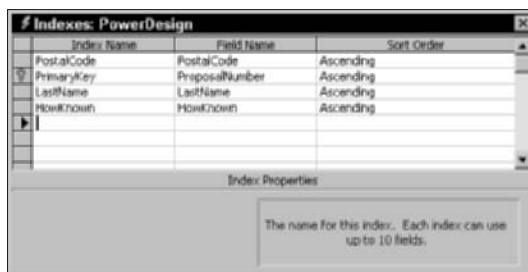 Indexes: PowerDesign
Index Name Field Name Sort Order
PostalCode PostalCode Ascending
PrimaryKey ProposalNumber Ascending
LastName LastName Ascending
HowKnown HowKnown Ascending
Index Properties
The name for this index. Each index can use
up to 10 fields.